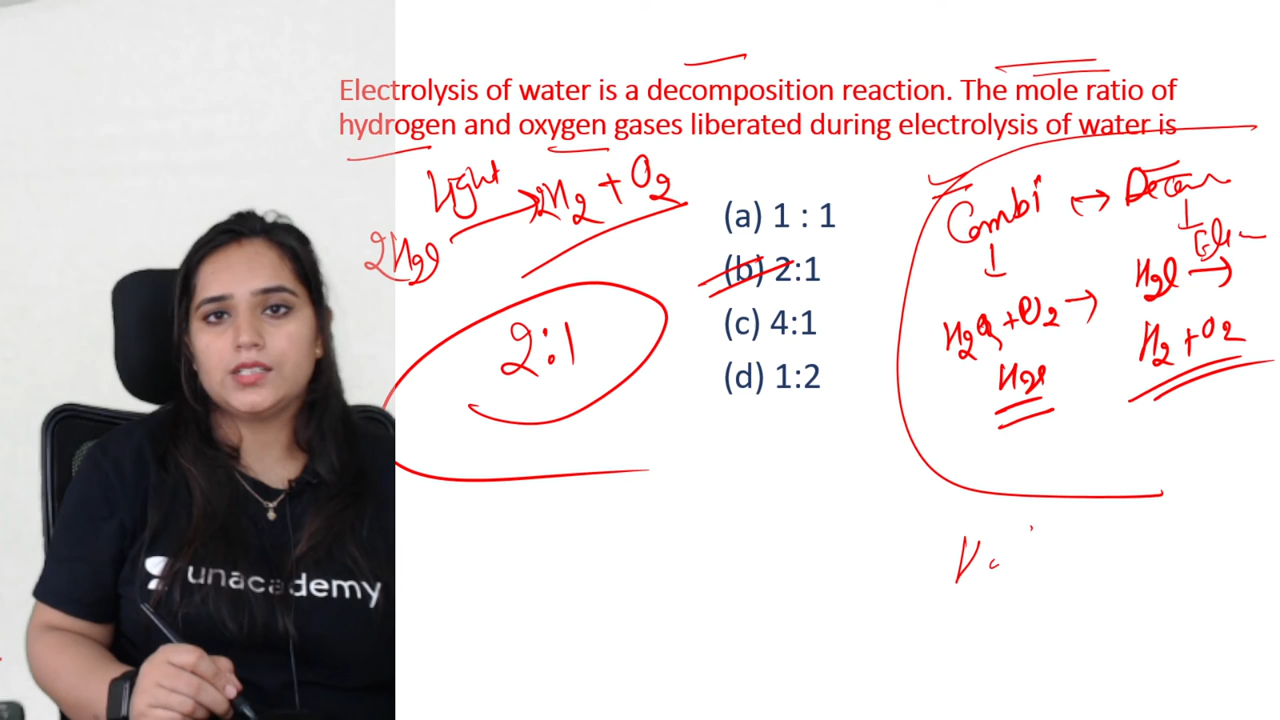 Electrolysis of water is a decomposition reaction. The mole ratio of
hydrogen and oxygen gases liberated during electrolysis of water is
light
2H₂O → 2H₂ + O₂
(a) 1 : 1
(b) 2:1
(c) 4:1
(d) 1:2
2:1
Combi ↔ Decom
↓ ↓
H₂ + O₂ →
H₂O
H₂O →
H₂ + O₂
unacademy